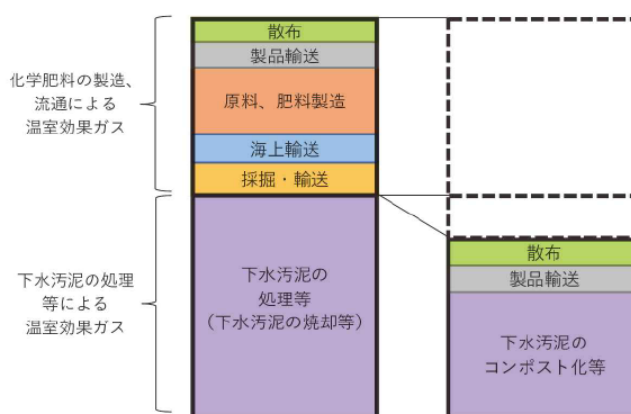 化学肥料の製造、
流通による
温室効果ガス
散布
製品輸送
原料、肥料製造
海上輸送
採掘・輸送
下水汚泥の処理
等による
温室効果ガス
下水汚泥の
処理等
（下水汚泥の焼却等）
散布
製品輸送
下水汚泥の
コンポスト化等